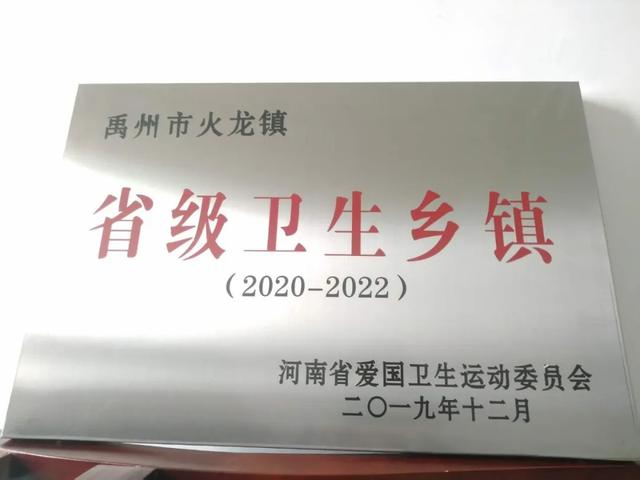 禹州市火龙镇
省级卫生乡镇
(2020-2022)
河南省爱国卫生运动委员会
二〇一九年十二月